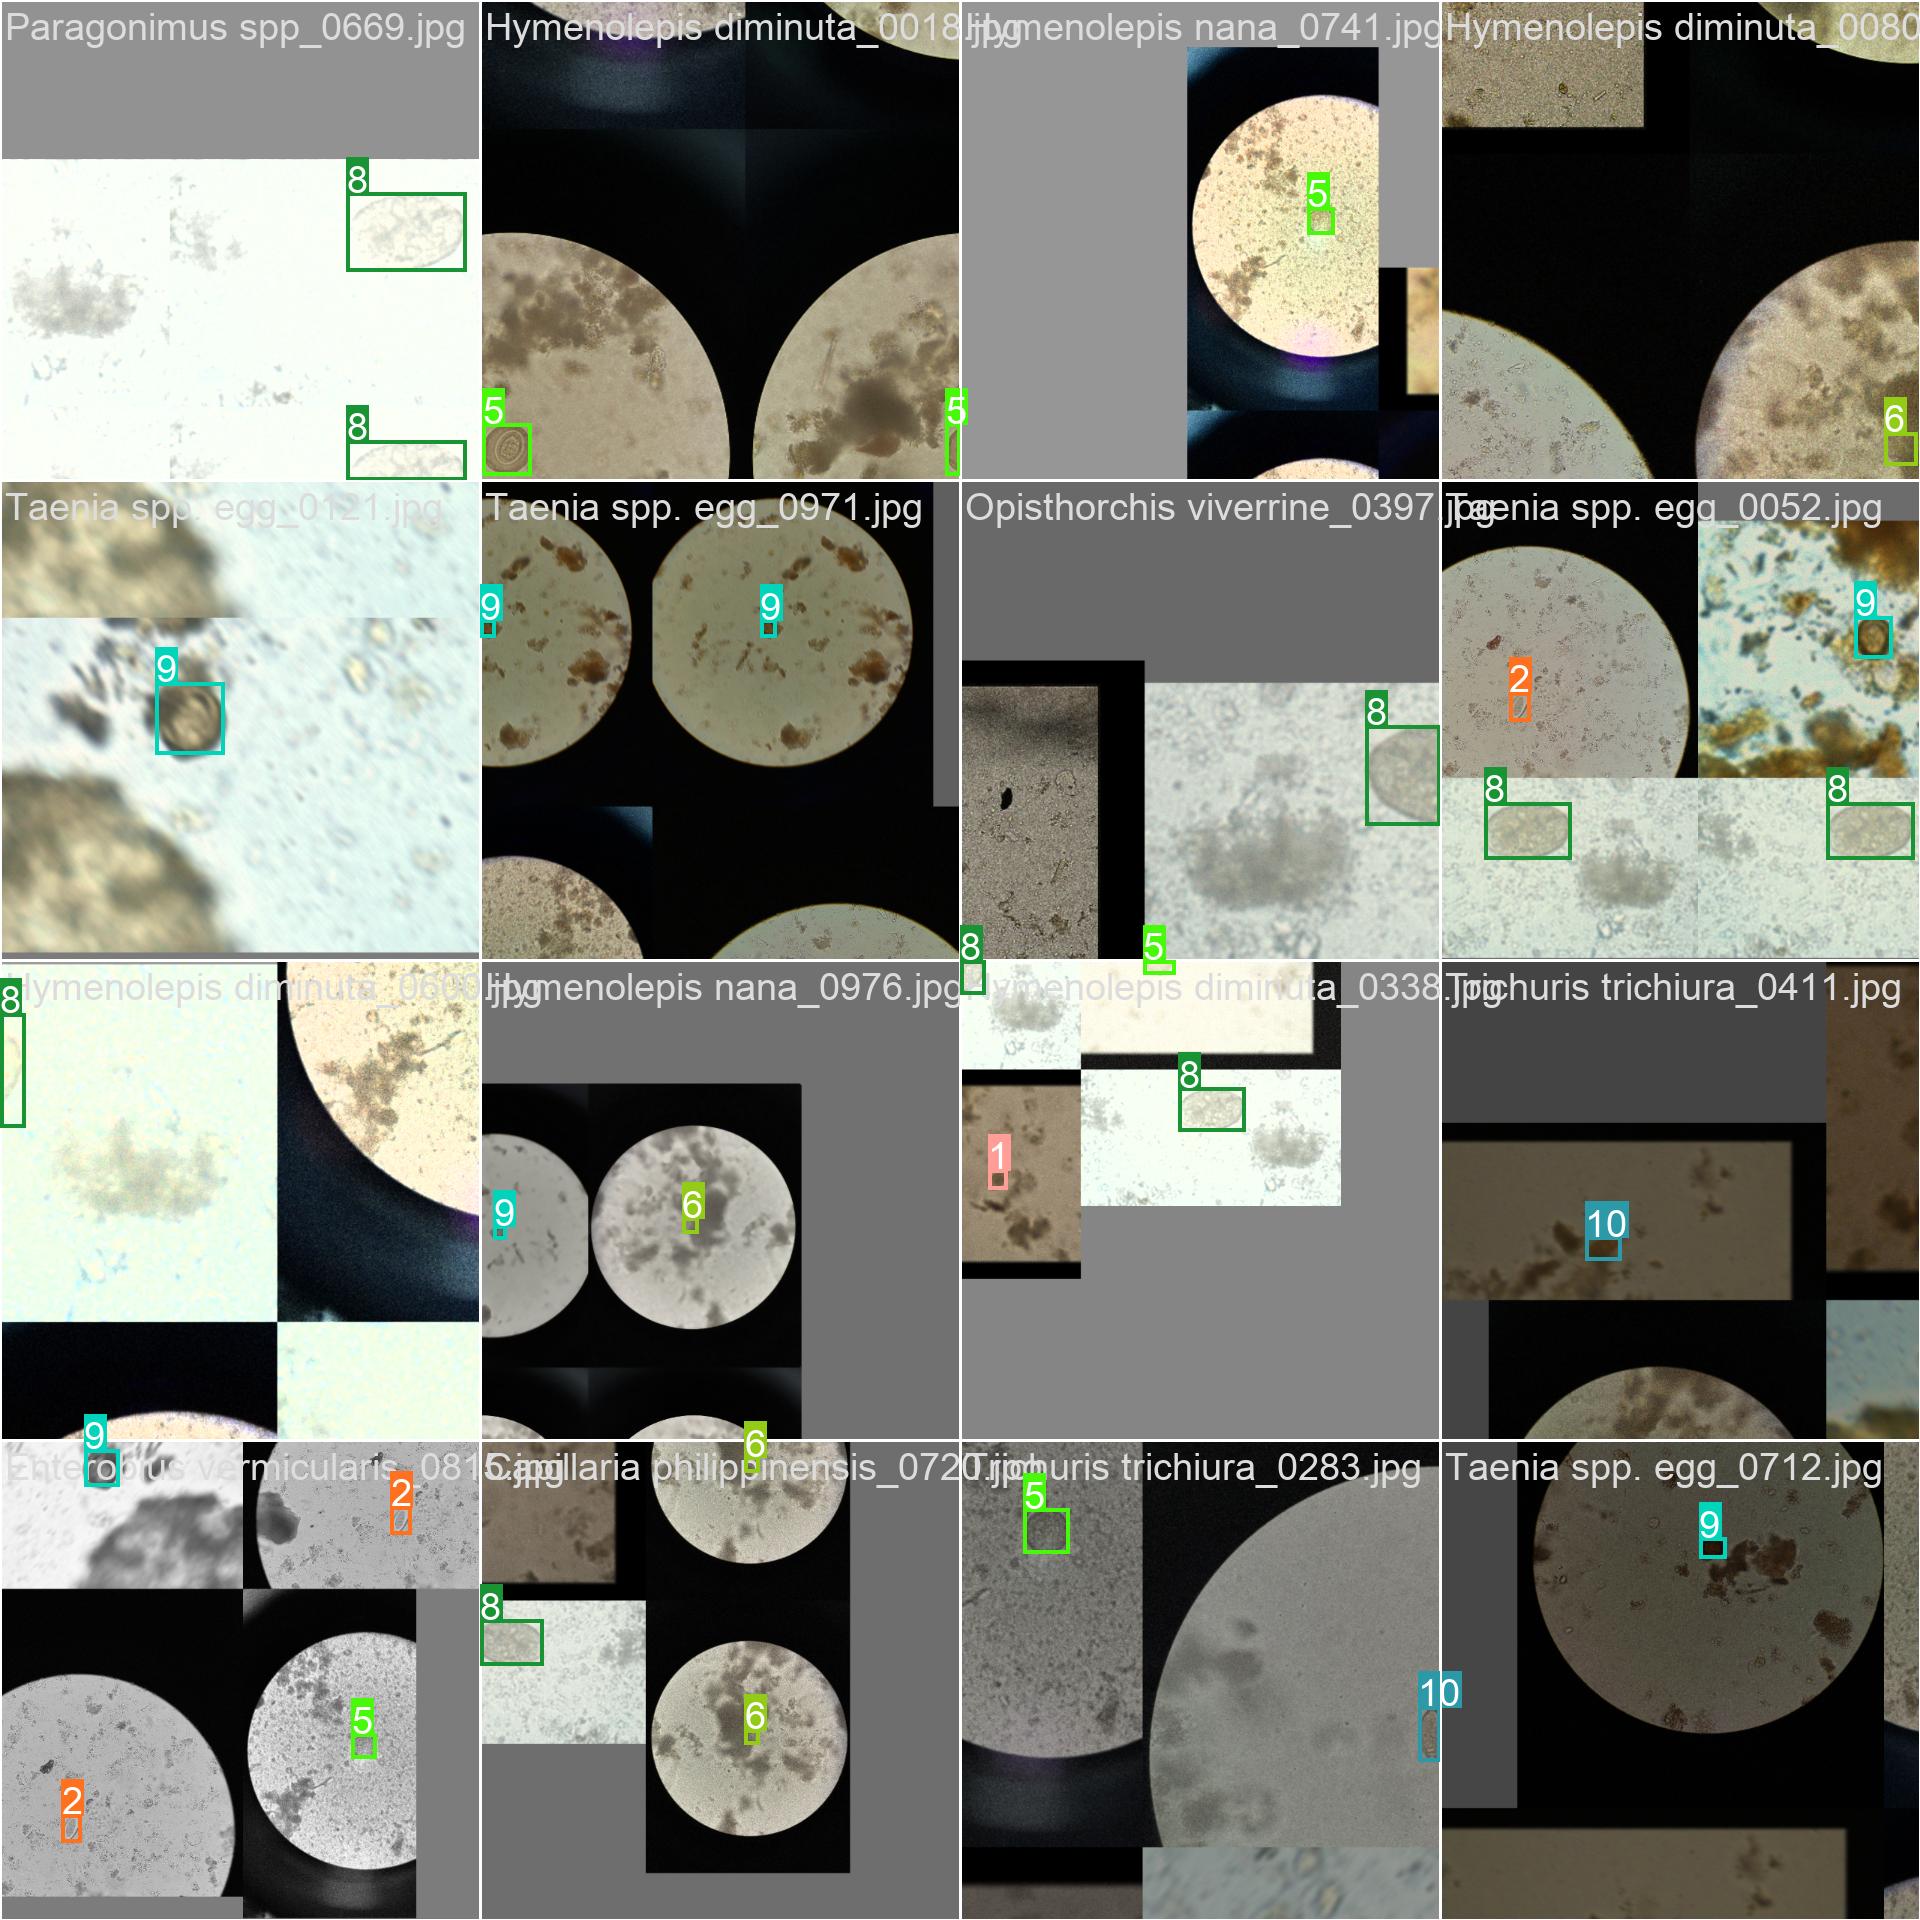 Paragonimus spp_0669.jpg
Hymenolepis diminuta_0018.jpg
Hymenolepis nana_0741.jpg
Hymenolepis diminuta_0080
8
5
8
5
5
6
Taenia spp. egg_0121.jpg
Taenia spp. egg_0971.jpg
Opisthorchis viverrine_0397.jpg
Taenia spp. egg_0052.jpg
9
9
9
9
2
8
8
8
8
5
Hymenolepis diminuta_0600.jpg
Hymenolepis nana_0976.jpg
Hymenolepis diminuta_0338.jpg
Trichuris trichiura_0411.jpg
8
8
1
9
6
10
9
6
Enterobius vermicularis_0815.jpg
Capillaria philippinensis_0720.jpg
Trichuris trichiura_0283.jpg
Taenia spp. egg_0712.jpg
2
5
9
8
10
5
6
2